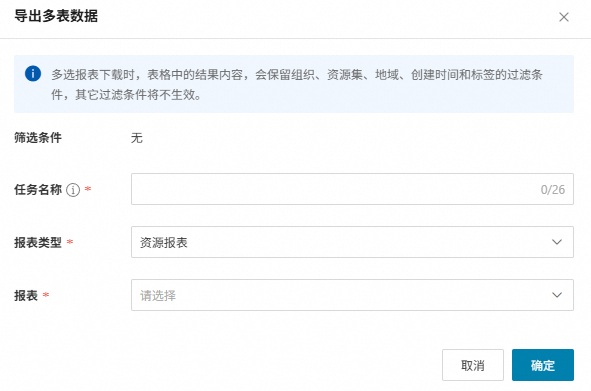 导出多表数据
多选报表下载时，表格中的结果内容，会保留组织、资源集、地域、创建时间和标签的过滤条
件，其它过滤条件将不生效。
筛选条件 无
任务名称 * 0/26
报表类型 * 资源报表
报表 * 请选择
取消 确定